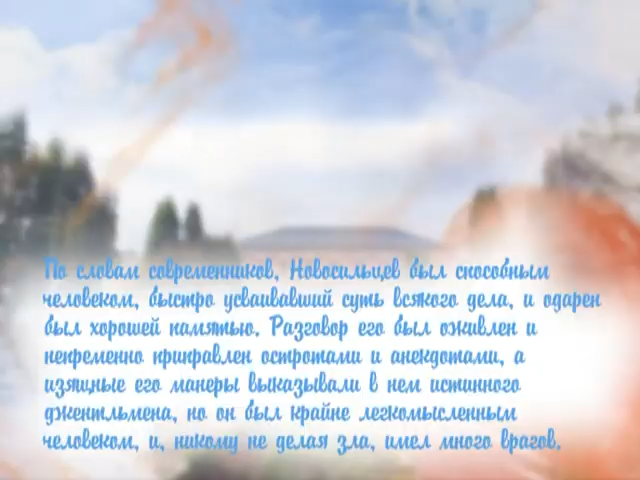 По словам современников, Новосильцев был способным
человеком, быстро усваивавший суть всякого дела, и одарен
был хорошей памятью. Разговор его был оживлен и
непременно приправлен остротами и анекдотами, а
изящные его манеры выказывали в нем истинного
джентльмена, но он был крайне легкомысленным
человеком, и, никому не делая зла, имел много врагов.